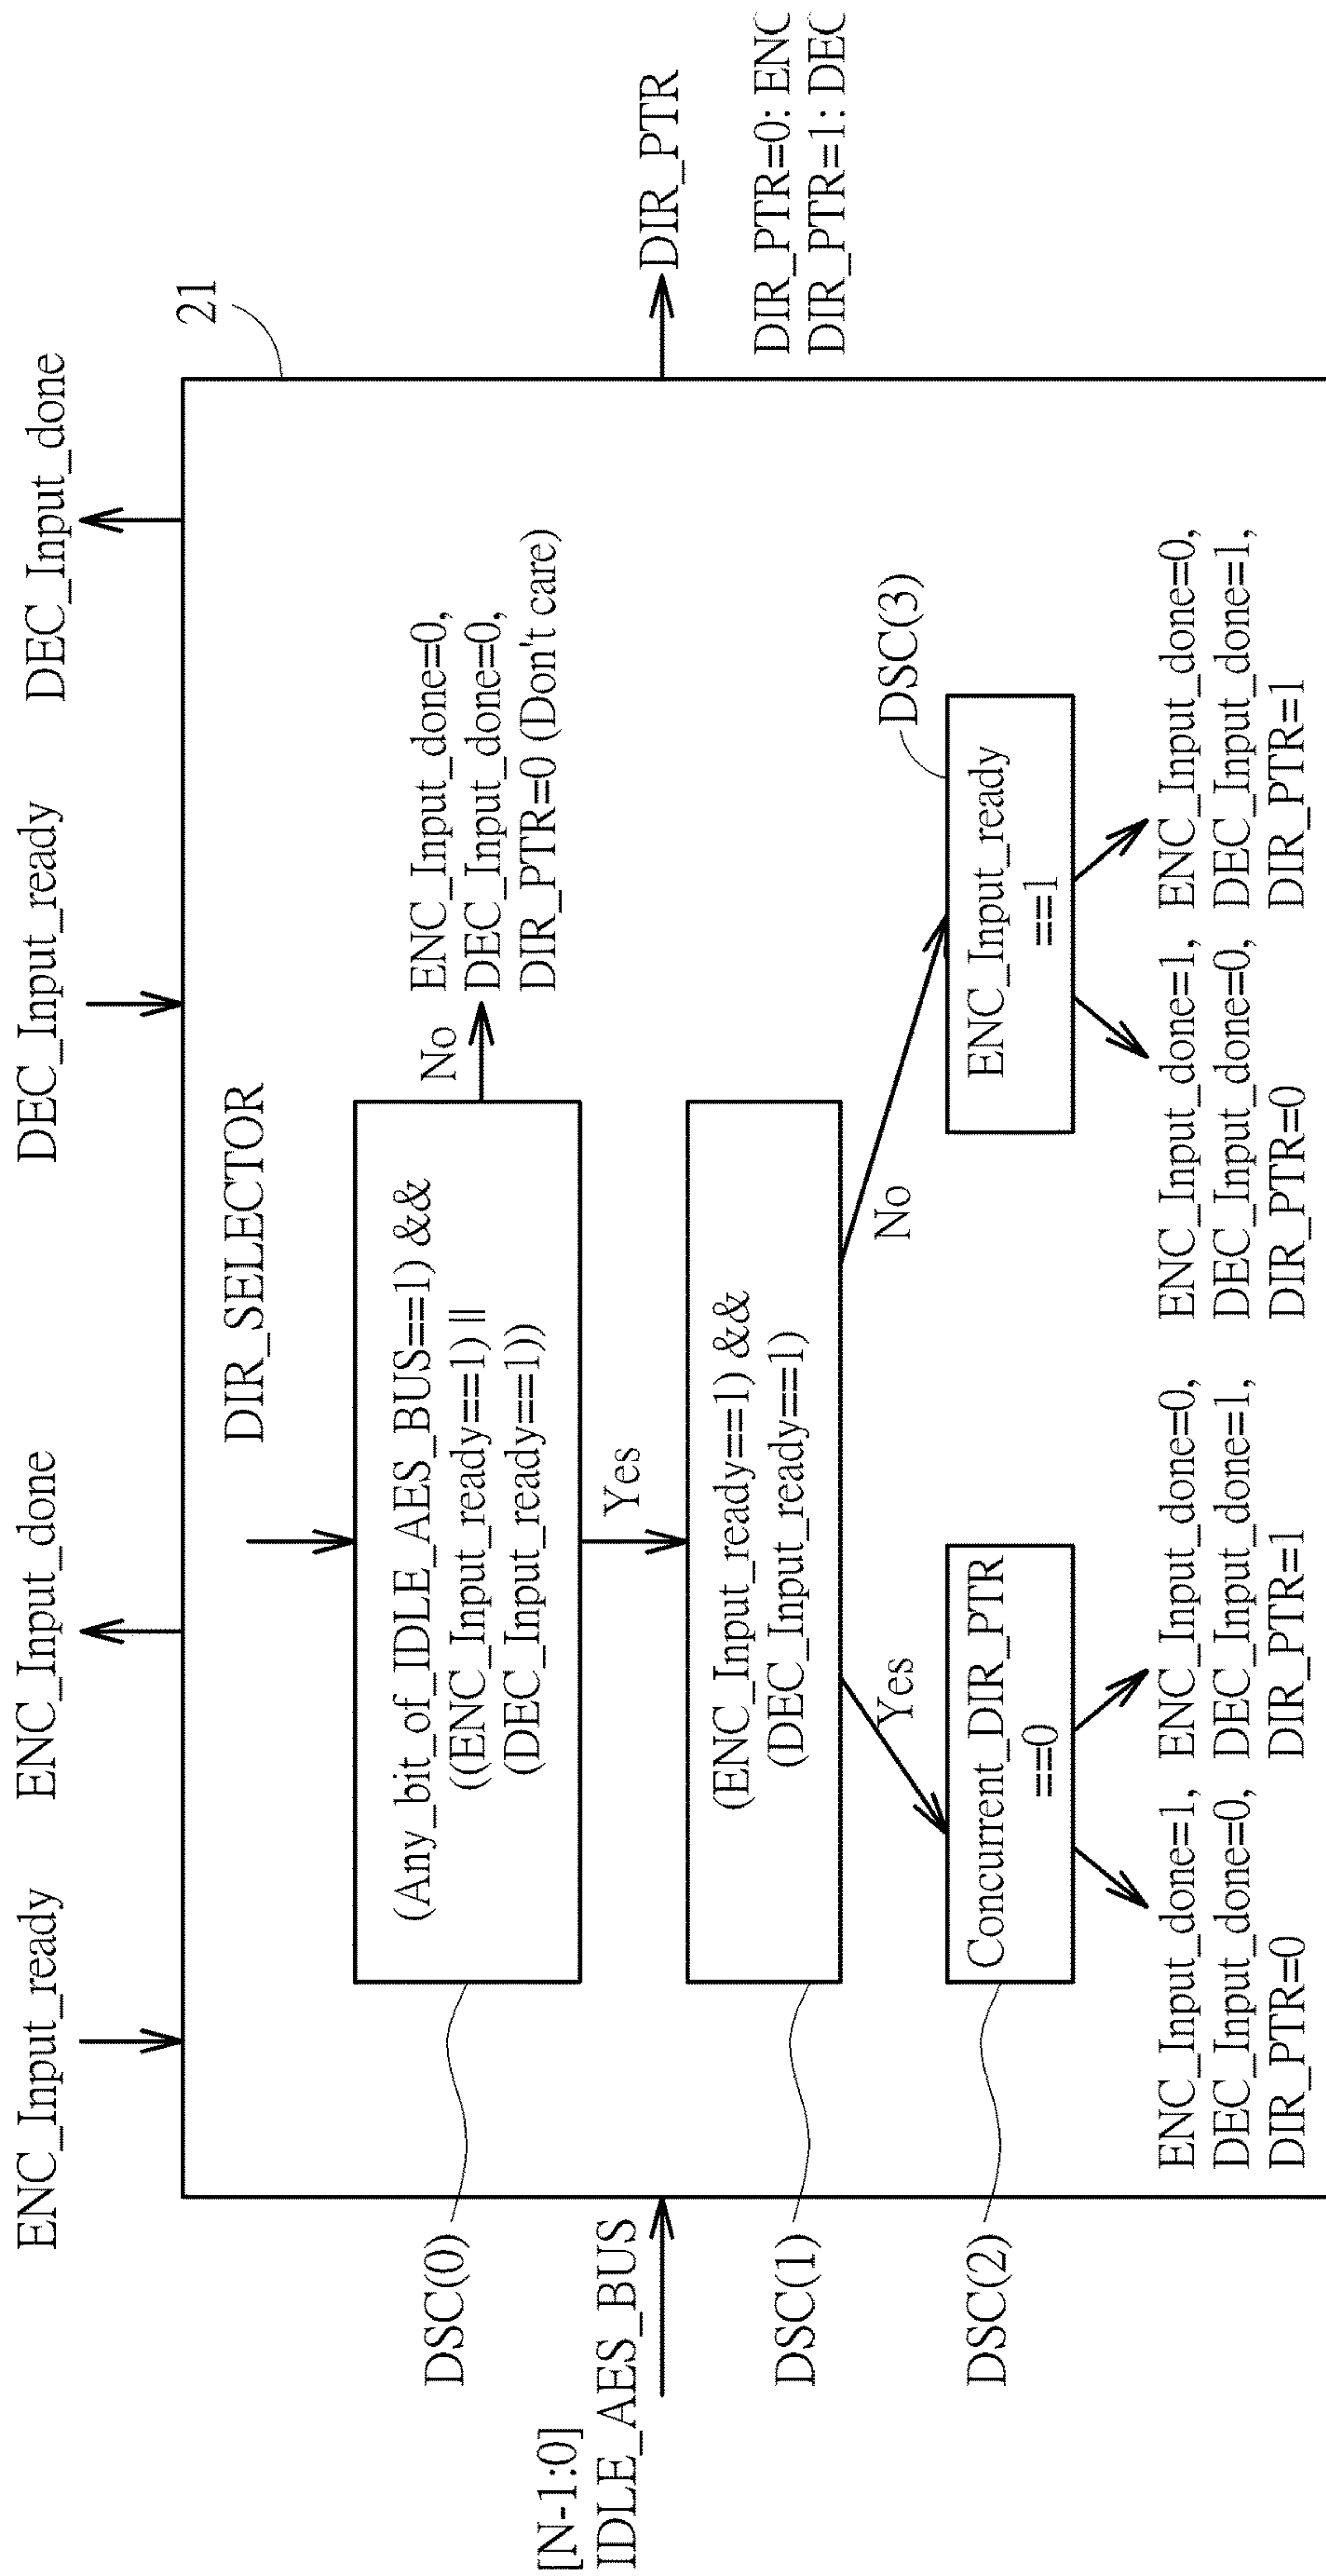 ENC_Input_ready
ENC_Input_done
DEC_Input_ready
DEC_Input_done
21
DIR_SELECTOR
[N-1:0]
IDLE_AES_BUS
DSC(0)
(Any_bit_of_IDLE_AES_BUS==1) &&
((ENC_Input_ready==1) ||
(DEC_Input_ready==1))
No
ENC_Input_done=0,
DEC_Input_done=0,
DIR_PTR=0 (Don't care)
Yes
DIR_PTR
DIR_PTR=0: ENC
DIR_PTR=1: DEC
DSC(1)
(ENC_Input_ready==1) &&
(DEC_Input_ready==1)
Yes
No
DSC(2)
Concurrent_DIR_PTR
==0
DSC(3)
ENC_Input_ready
==1
ENC_Input_done=1,
DEC_Input_done=0,
DIR_PTR=0
ENC_Input_done=0,
DEC_Input_done=1,
DIR_PTR=1
ENC_Input_done=1,
DEC_Input_done=0,
DIR_PTR=0
ENC_Input_done=0,
DEC_Input_done=1,
DIR_PTR=1